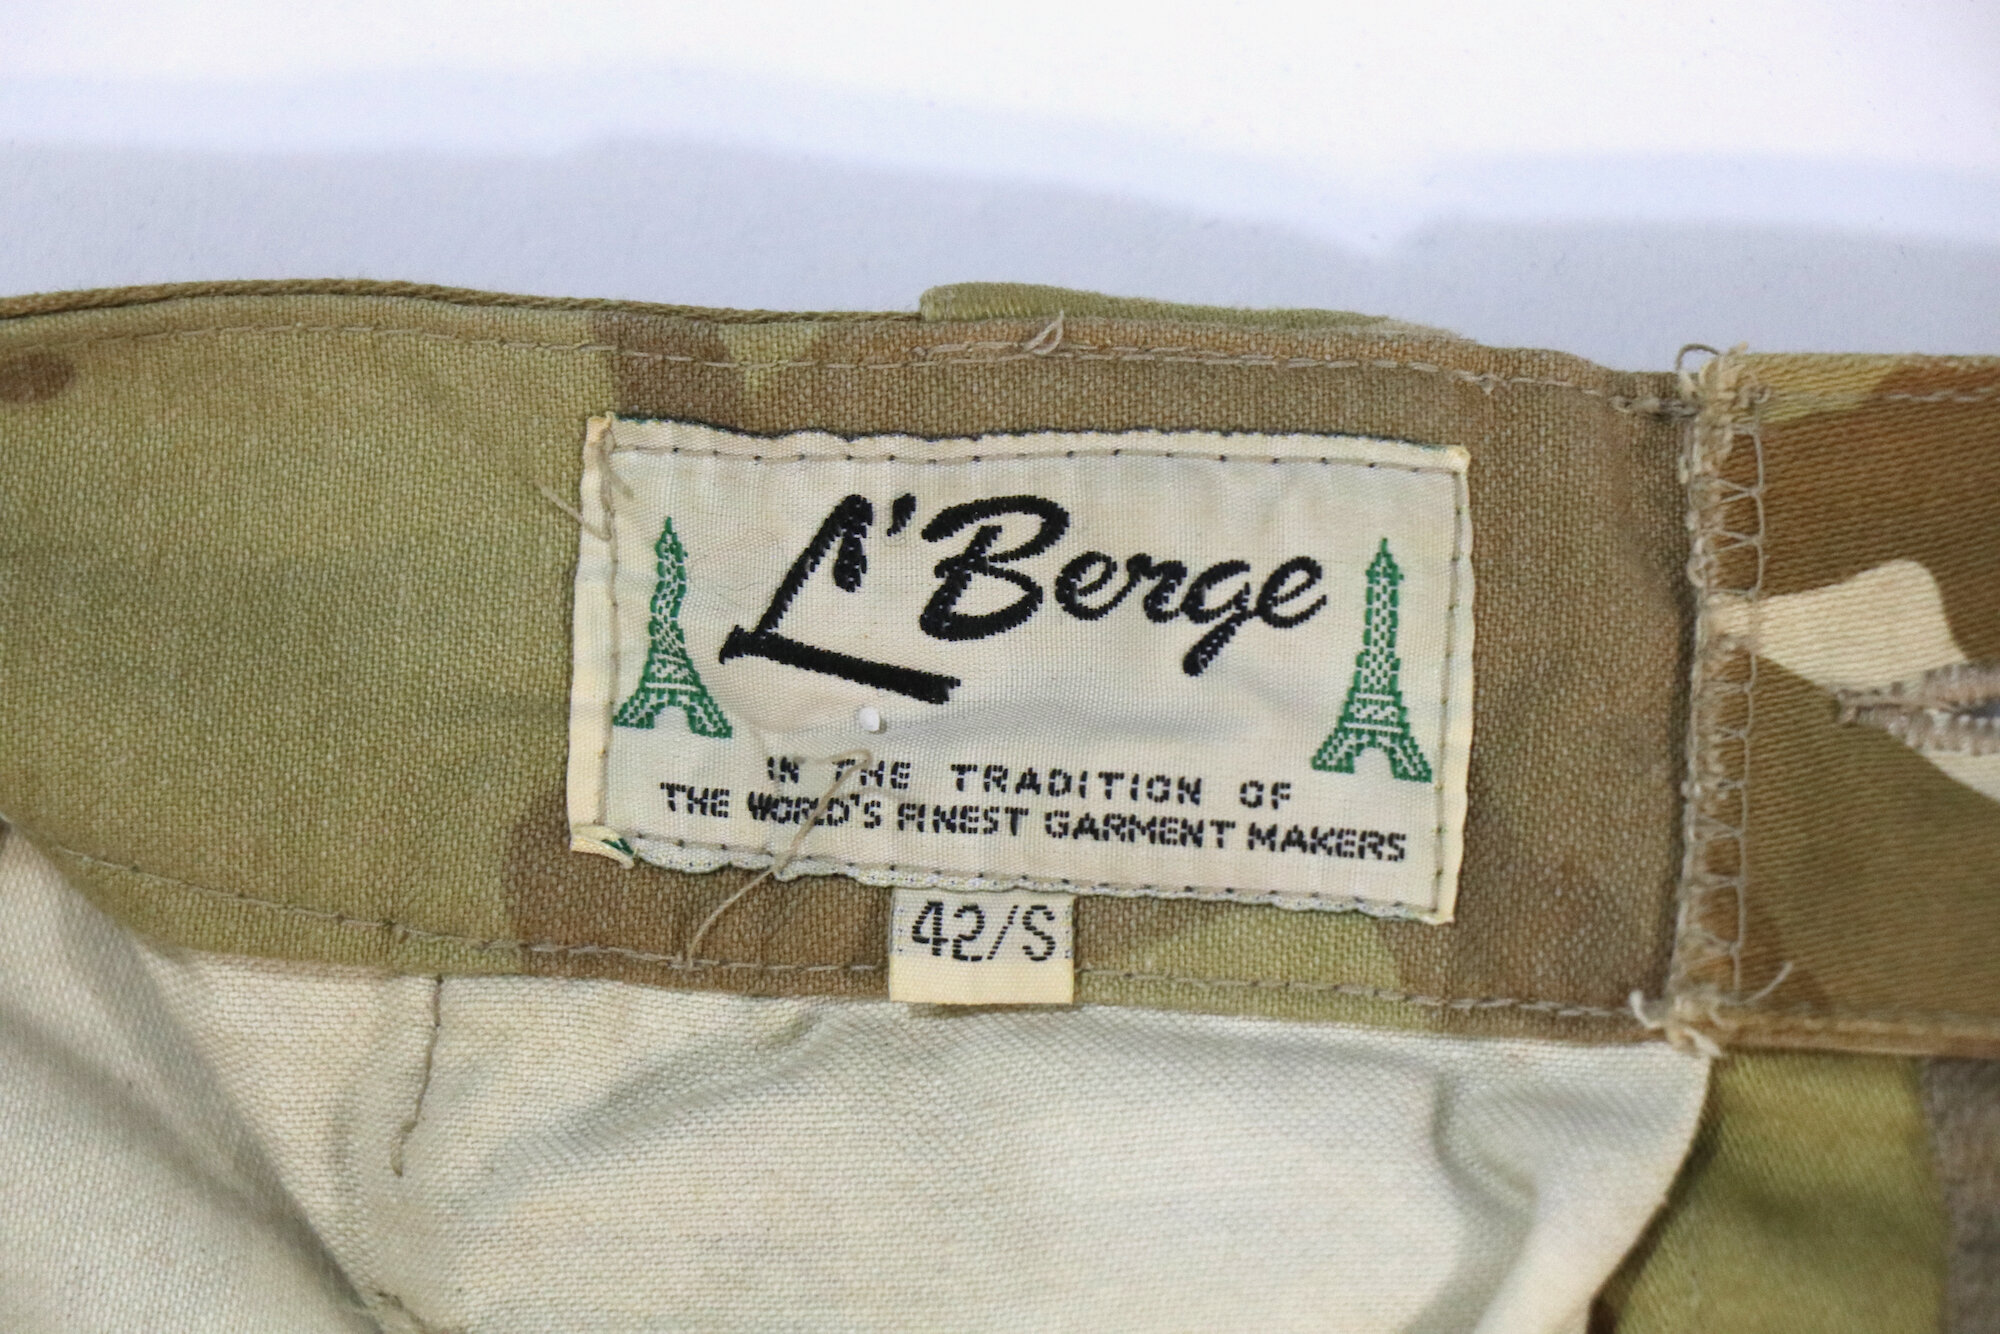 L'Berge
IN THE TRADITION OF
THE WORLD'S FINEST GARMENT MAKERS
42/S